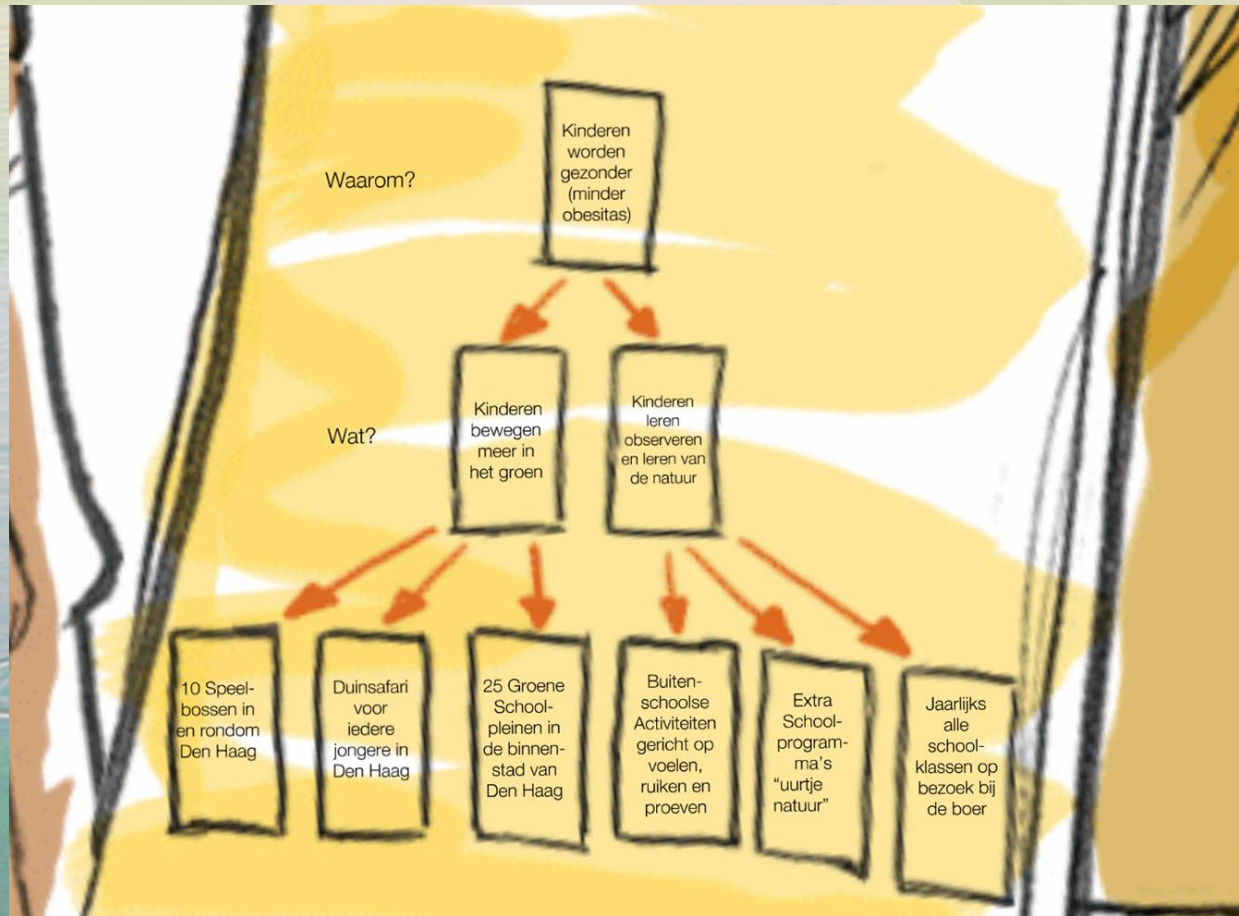 Waarom?
Kinderen
worden
gezonder
(minder
obesitas)
Wat?
Kinderen
bewegen
meer in
het groen
Kinderen
leren
observeren
en leren van
de natuur
10 Speel-
bossen in
en rondom
Den Haag
Duinsafari
voor
iedere
jongere in
Den Haag
25 Groene
School-
pleinen in
de binnen-
stad van
Den Haag
Buiten-
schoolse
Activiteiten
gericht op
voelen,
ruiken en
proeven
Extra
School-
program-
ma's
“uurtje
natuur”
Jaarlijks
alle
school-
klassen op
bezoek bij
de boer